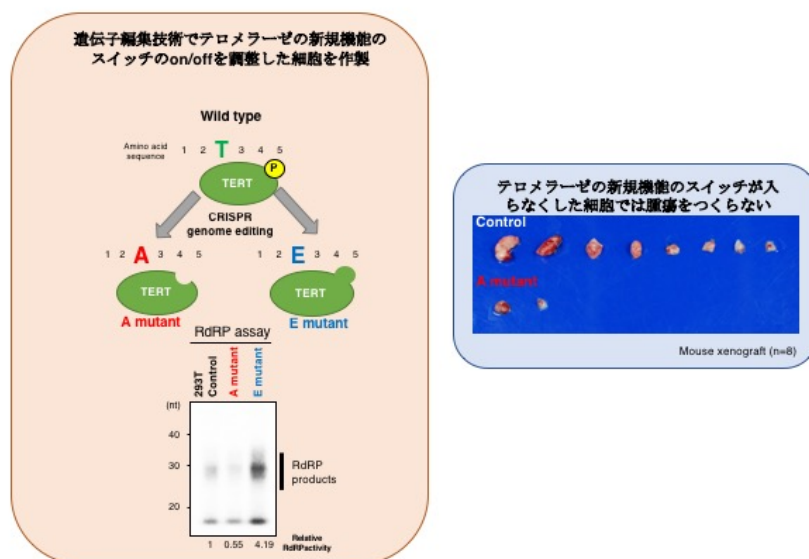 遺伝子編集技術でテロメラーゼの新規機能の
スイッチのon/offを調整した細胞を作製
Wild type
Amino acid
sequence
1 2 T 3 4 5
P
TERT
CRISPR
genome editing
1 2 A 3 4 5
TERT
A mutant
1 2 E 3 4 5
TERT
E mutant
RdRP assay
293T
Control
A mutant
E mutant
(nt)
40
30
20
RdRP
products
1 0.55 4.19
Relative
RdRPactivity
テロメラーゼの新規機能のスイッチが入
らなくした細胞では腫瘍をつくらない
Control
A mutant
Mouse xenograft (n=8)